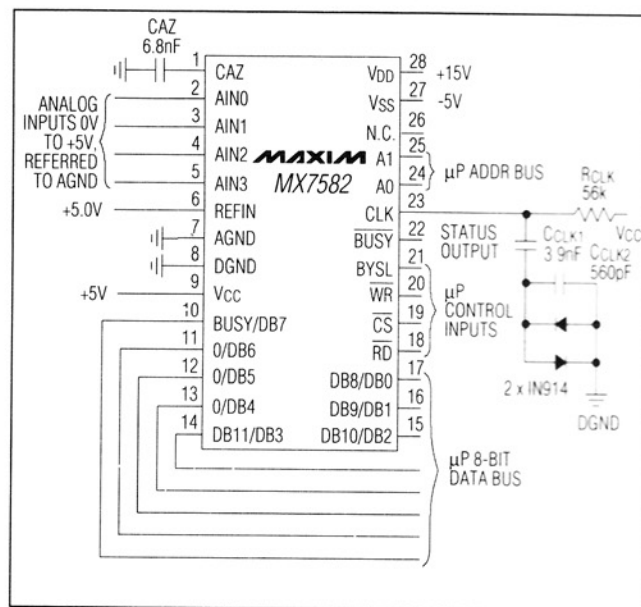 CAZ
6.8nF
1 CAZ
2 AIN0
3 AIN1
4 AIN2
5 AIN3
6 REFIN
7 AGND
8 DGND
9 VCC
10 BUSY/DB7
11 0/DB6
12 0/DB5
13 0/DB4
14 DB11/DB3
ANALOG
INPUTS 0V
TO +5V,
REFERRED
TO AGND
+5.0V
+5V
MAXIM
MX7582
VDD 28 +15V
VSS 27 -5V
N.C. 26
A1 25
A0 24
CLK 23
BUSY 22
BYSL 21
WR 20
CS 19
RD 18
DB8/DB0 17
DB9/DB1 16
DB10/DB2 15
µP ADDR BUS
STATUS
OUTPUT
µP
CONTROL
INPUTS
µP 8-BIT
DATA BUS
RCLK
56k
VCC
CCLK1
3.9nF
CCLK2
560pF
2 x IN914
DGND